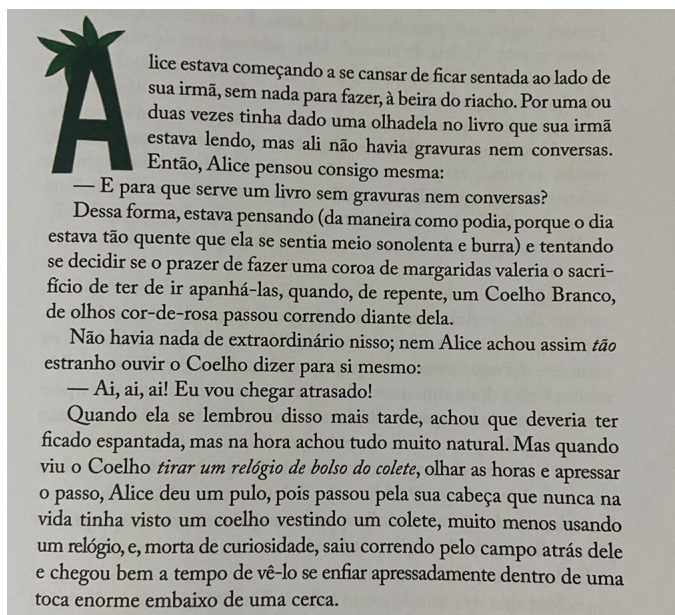 Alice estava começando a se cansar de ficar sentada ao lado de
sua irmã, sem nada para fazer, à beira do riacho. Por uma ou
duas vezes tinha dado uma olhadela no livro que sua irmã
estava lendo, mas ali não havia gravuras nem conversas.
Então, Alice pensou consigo mesma:
— E para que serve um livro sem gravuras nem conversas?
Dessa forma, estava pensando (da maneira como podia, porque o dia
estava tão quente que ela se sentia meio sonolenta e burra) e tentando
se decidir se o prazer de fazer uma coroa de margaridas valeria o sacri-
fício de ter de ir apanhá-las, quando, de repente, um Coelho Branco,
de olhos cor-de-rosa passou correndo diante dela.
Não havia nada de extraordinário nisso; nem Alice achou assim tão
estranho ouvir o Coelho dizer para si mesmo:
— Ai, ai, ai! Eu vou chegar atrasado!
Quando ela se lembrou disso mais tarde, achou que deveria ter
ficado espantada, mas na hora achou tudo muito natural. Mas quando
viu o Coelho tirar um relógio de bolso do colete, olhar as horas e apressar
o passo, Alice deu um pulo, pois passou pela sua cabeça que nunca na
vida tinha visto um coelho vestindo um colete, muito menos usando
um relógio, e, morta de curiosidade, saiu correndo pelo campo atrás dele
e chegou bem a tempo de vê-lo se enfiar apressadamente dentro de uma
toca enorme embaixo de uma cerca.